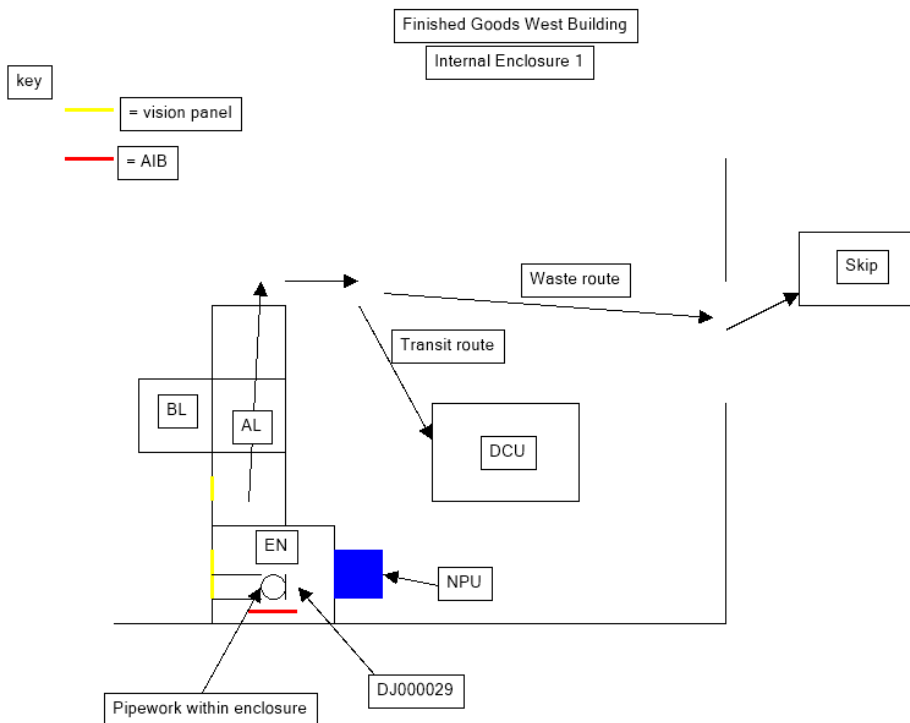 Finished Goods West Building
Internal Enclosure 1
key
= vision panel
= AIB
Skip
Waste route
Transit route
BL
AL
DCU
EN
NPU
DJ000029
Pipework within enclosure